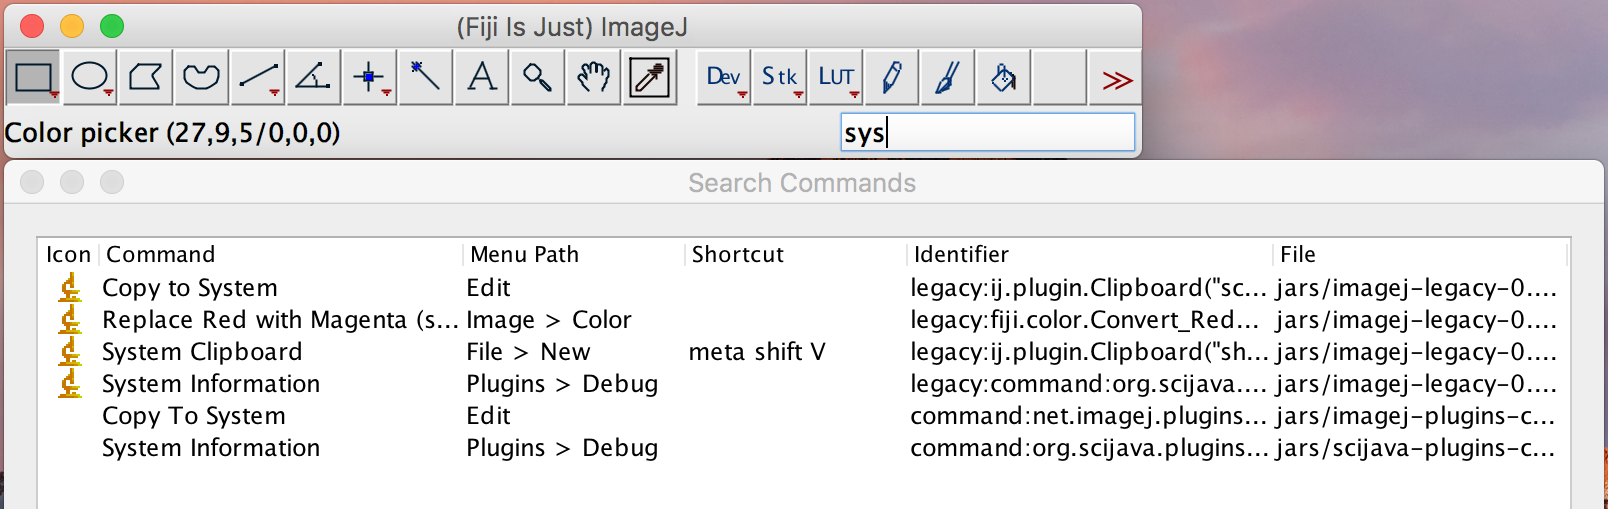 (Fiji Is Just) ImageJ
A Dev Stk LUT >>
Color picker (27,9,5/0,0,0) sys
Search Commands
Icon Command Menu Path Shortcut Identifier File
Copy to System Edit legacy:ij.plugin.Clipboard("sc... jars/imagej-legacy-0....
Replace Red with Magenta (s... Image > Color legacy:fiji.color.Convert_Red... jars/imagej-legacy-0....
System Clipboard File > New meta shift V legacy:ij.plugin.Clipboard("sh... jars/imagej-legacy-0....
System Information Plugins > Debug legacy:command:org.scijava.... jars/imagej-legacy-0....
Copy To System Edit command:net.imagej.plugins... jars/imagej-plugins-c...
System Information Plugins > Debug command:org.scijava.plugins... jars/scijava-plugins-c...